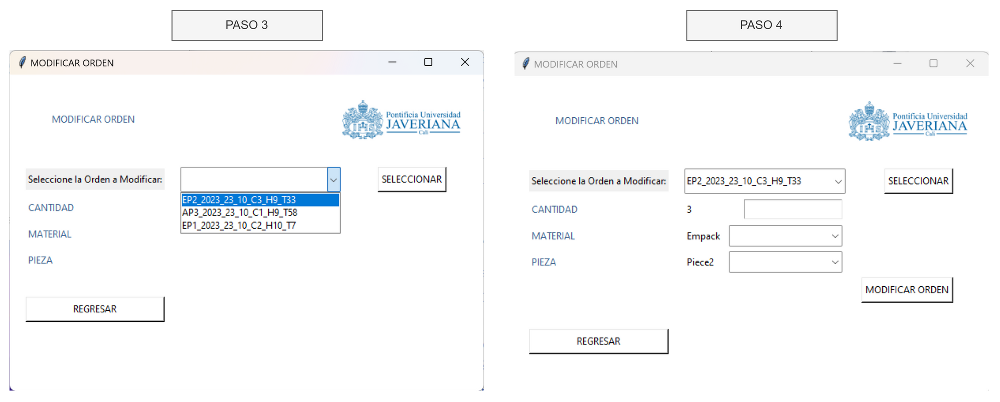 PASO 3
MODIFICAR ORDEN
MODIFICAR ORDEN
Pontificia Universidad
JAVERIANA
Cali
Seleccione la Orden a Modificar:
SELECCIONAR
EP2_2023_23_10_C3_H9_T33
AP3_2023_23_10_C1_H9_T58
EP1_2023_23_10_C2_H10_T7
CANTIDAD
MATERIAL
PIEZA
REGRESAR
PASO 4
MODIFICAR ORDEN
MODIFICAR ORDEN
Pontificia Universidad
JAVERIANA
Cali
Seleccione la Orden a Modificar:
EP2_2023_23_10_C3_H9_T33
SELECCIONAR
CANTIDAD 3
MATERIAL Empack
PIEZA Piece2
MODIFICAR ORDEN
REGRESAR